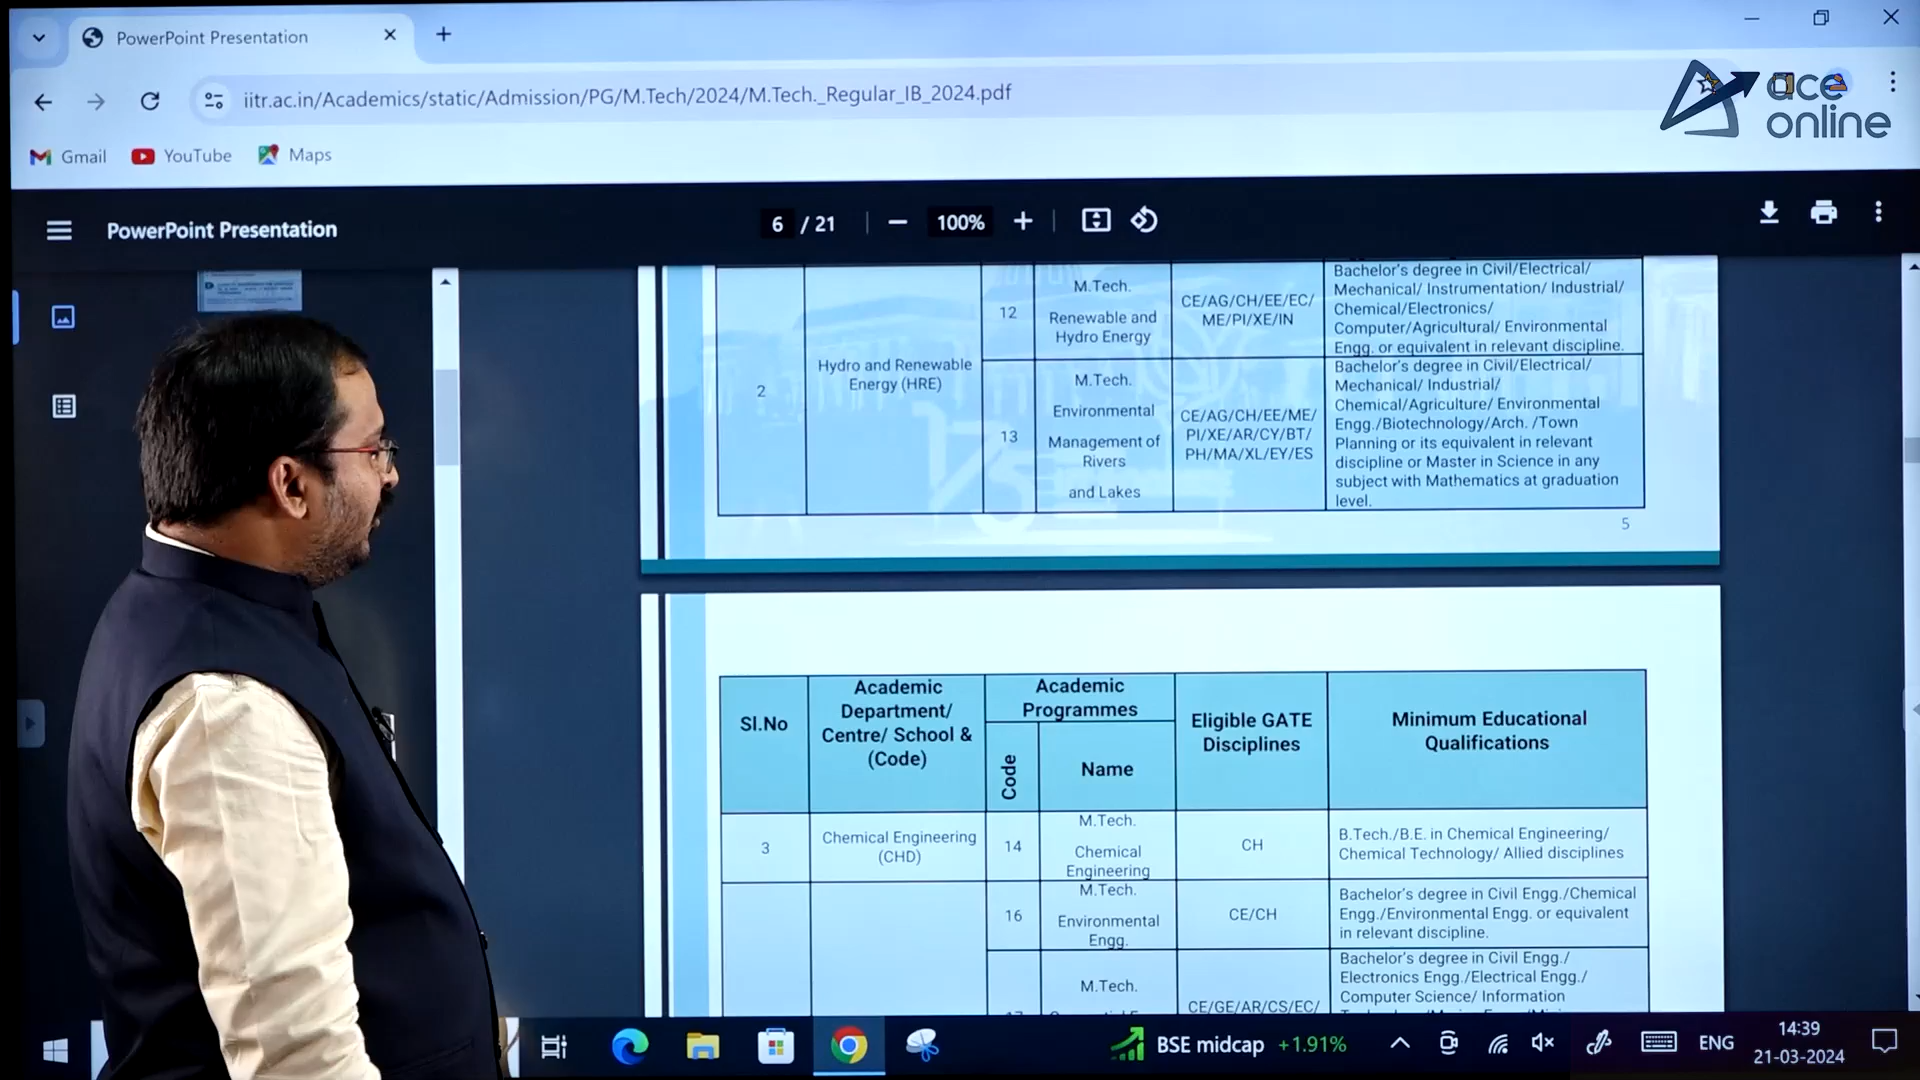 PowerPoint Presentation
iitr.ac.in/Academics/static/Admission/PG/M.Tech/2024/M.Tech._Regular_IB_2024.pdf
ace
online
Gmail
YouTube
Maps
PowerPoint Presentation
6 / 21
100%
2
Hydro and Renewable
Energy (HRE)
12
M.Tech.
Renewable and
Hydro Energy
CE/AG/CH/EE/EC/
ME/PI/XE/IN
Bachelor's degree in Civil/Electrical/
Mechanical/ Instrumentation/ Industrial/
Chemical/Electronics/
Computer/Agricultural/ Environmental
Engg. or equivalent in relevant discipline.
13
M.Tech.
Environmental
Management of
Rivers
and Lakes
CE/AG/CH/EE/ME/
PI/XE/AR/CY/BT/
PH/MA/XL/EY/ES
Bachelor's degree in Civil/Electrical/
Mechanical/ Industrial/
Chemical/Agriculture/ Environmental
Engg./Biotechnology/Arch. /Town
Planning or its equivalent in relevant
discipline or Master in Science in any
subject with Mathematics at graduation
level.
5
Sl.No
Academic
Department/
Centre/ School &
(Code)
Academic
Programmes
Code
Name
Eligible GATE
Disciplines
Minimum Educational
Qualifications
3
Chemical Engineering
(CHD)
14
M.Tech.
Chemical
Engineering
CH
B.Tech./B.E. in Chemical Engineering/
Chemical Technology/ Allied disciplines
16
M.Tech.
Environmental
Engg.
CE/CH
Bachelor's degree in Civil Engg./Chemical
Engg./Environmental Engg. or equivalent
in relevant discipline.
M.Tech.
CE/GE/AR/CS/EC/
Bachelor's degree in Civil Engg./
Electronics Engg./Electrical Engg./
Computer Science/ Information
BSE midcap +1.91%
ENG
14:39
21-03-2024